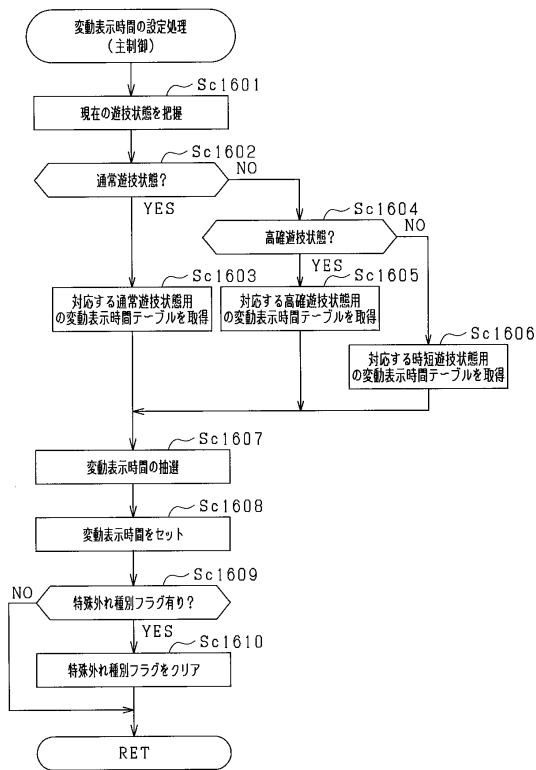 変動表示時間の設定処理
(主制御)
Sc1601
現在の遊技状態を把握
Sc1602
通常遊技状態?
NO
YES
Sc1604
高確遊技状態?
NO
YES
Sc1603
対応する通常遊技状態用
の変動表示時間テーブルを取得
Sc1605
対応する高確遊技状態用
の変動表示時間テーブルを取得
Sc1606
対応する時短遊技状態用
の変動表示時間テーブルを取得
Sc1607
変動表示時間の抽選
Sc1608
変動表示時間をセット
Sc1609
特殊外れ種別フラグ有り?
NO
YES
Sc1610
特殊外れ種別フラグをクリア
RET